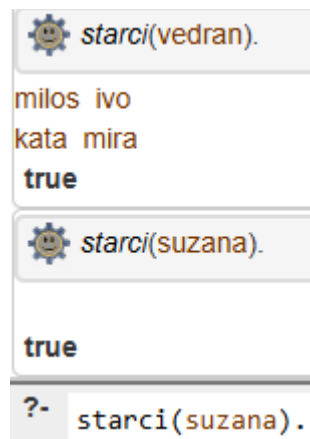 starci(vedran).
milos ivo
kata mira
true
starci(suzana).
true
?- starci(suzana).